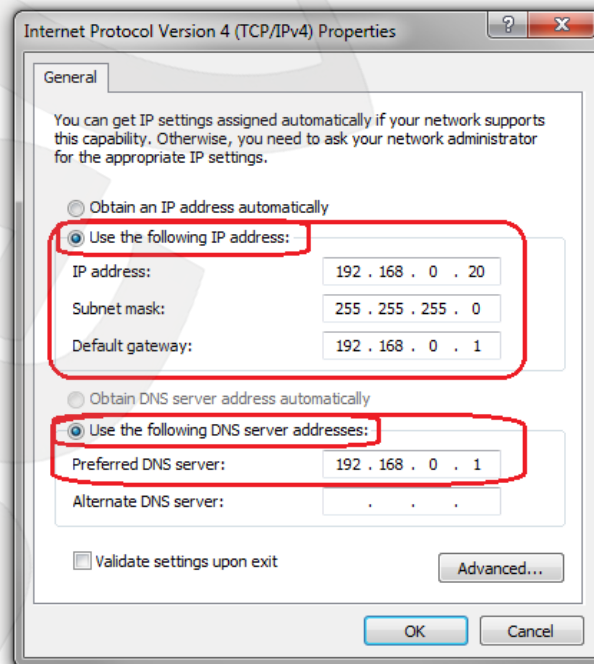 Internet Protocol Version 4 (TCP/IPv4) Properties
General
You can get IP settings assigned automatically if your network supports
this capability. Otherwise, you need to ask your network administrator
for the appropriate IP settings.
Obtain an IP address automatically
Use the following IP address:
IP address: 192 . 168 . 0 . 20
Subnet mask: 255 . 255 . 255 . 0
Default gateway: 192 . 168 . 0 . 1
Obtain DNS server address automatically
Use the following DNS server addresses:
Preferred DNS server: 192 . 168 . 0 . 1
Alternate DNS server: . . .
Validate settings upon exit
Advanced...
OK Cancel